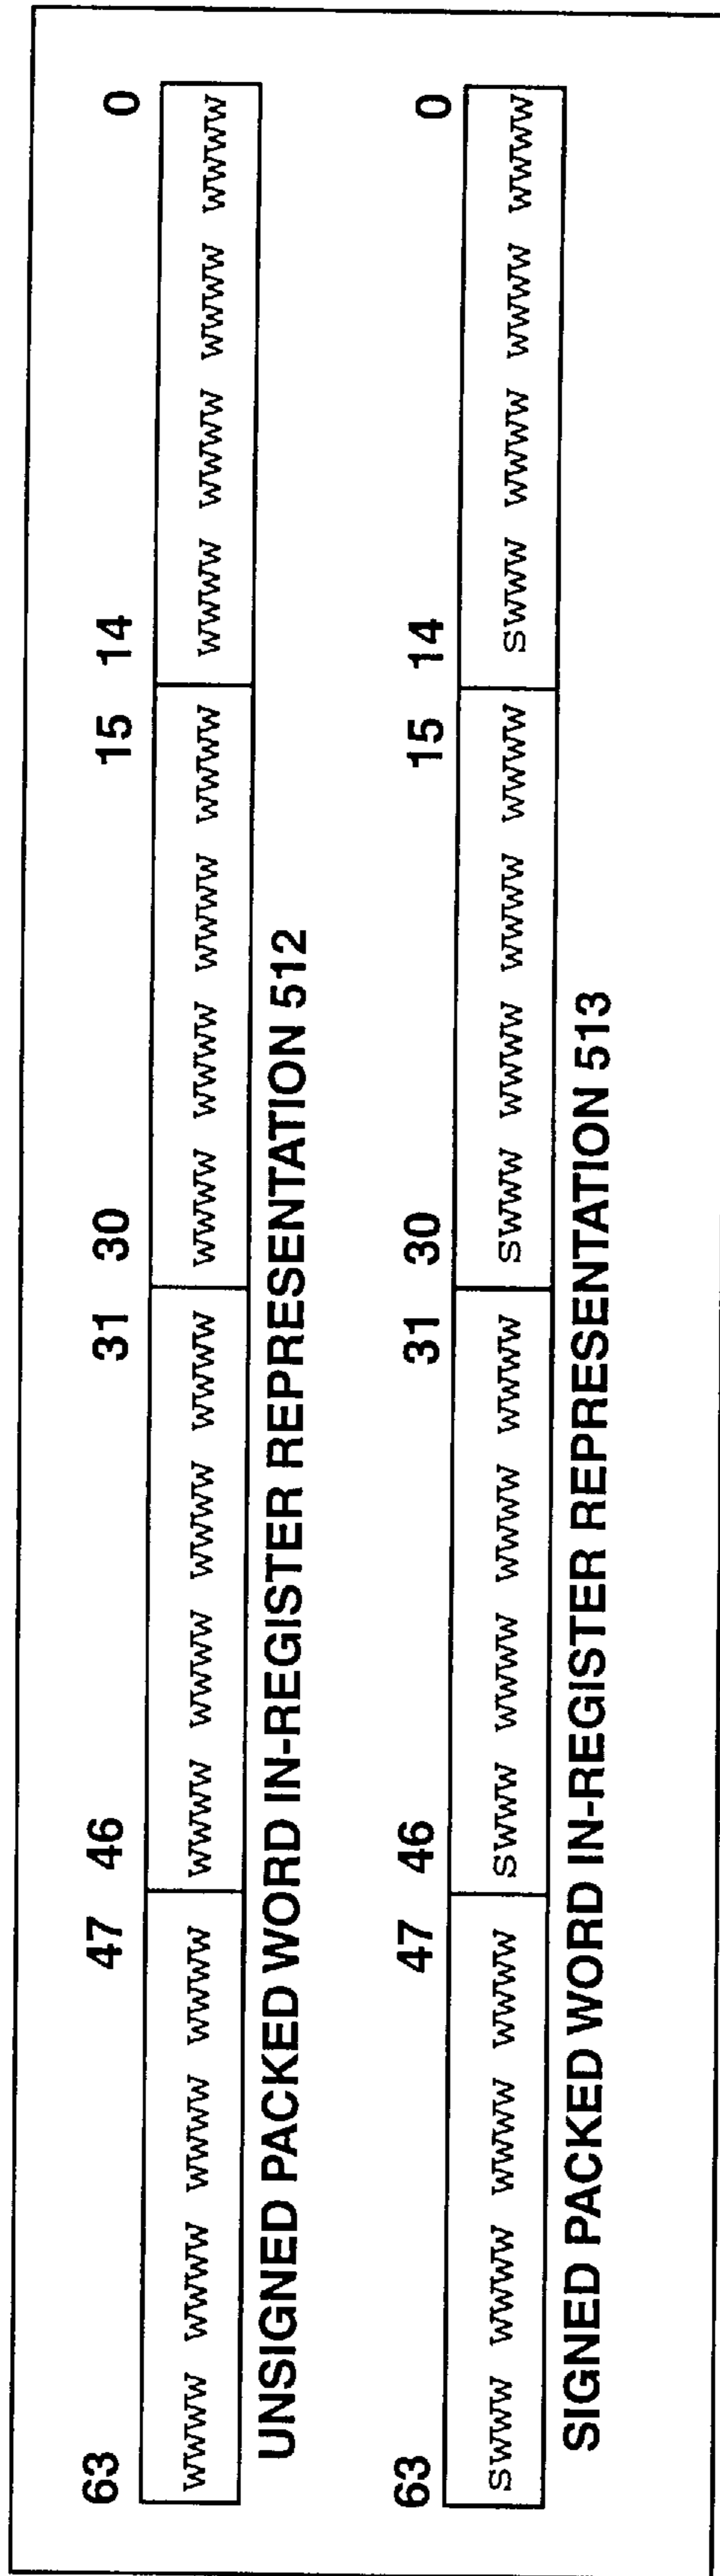 63 47 46 31 30 15 14 0
wwww wwww wwww wwww wwww wwww wwww wwww wwww wwww wwww wwww wwww wwww wwww wwww
UNSIGNED PACKED WORD IN-REGISTER REPRESENTATION 512
63 47 46 31 30 15 14 0
swww wwww wwww wwww swww wwww wwww wwww swww wwww wwww wwww swww wwww wwww wwww
SIGNED PACKED WORD IN-REGISTER REPRESENTATION 513